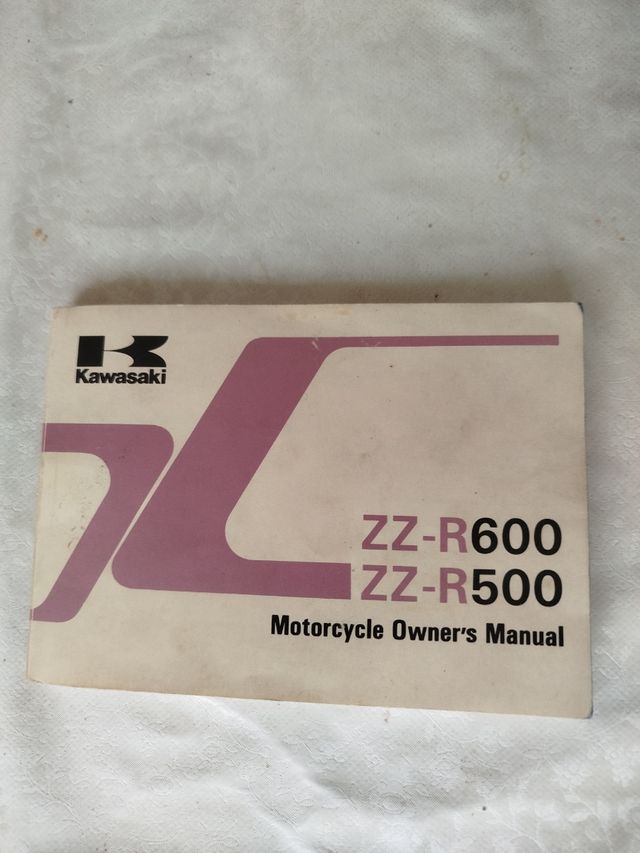 Kawasaki
ZZ-R600
ZZ-R500
Motorcycle Owner's Manual